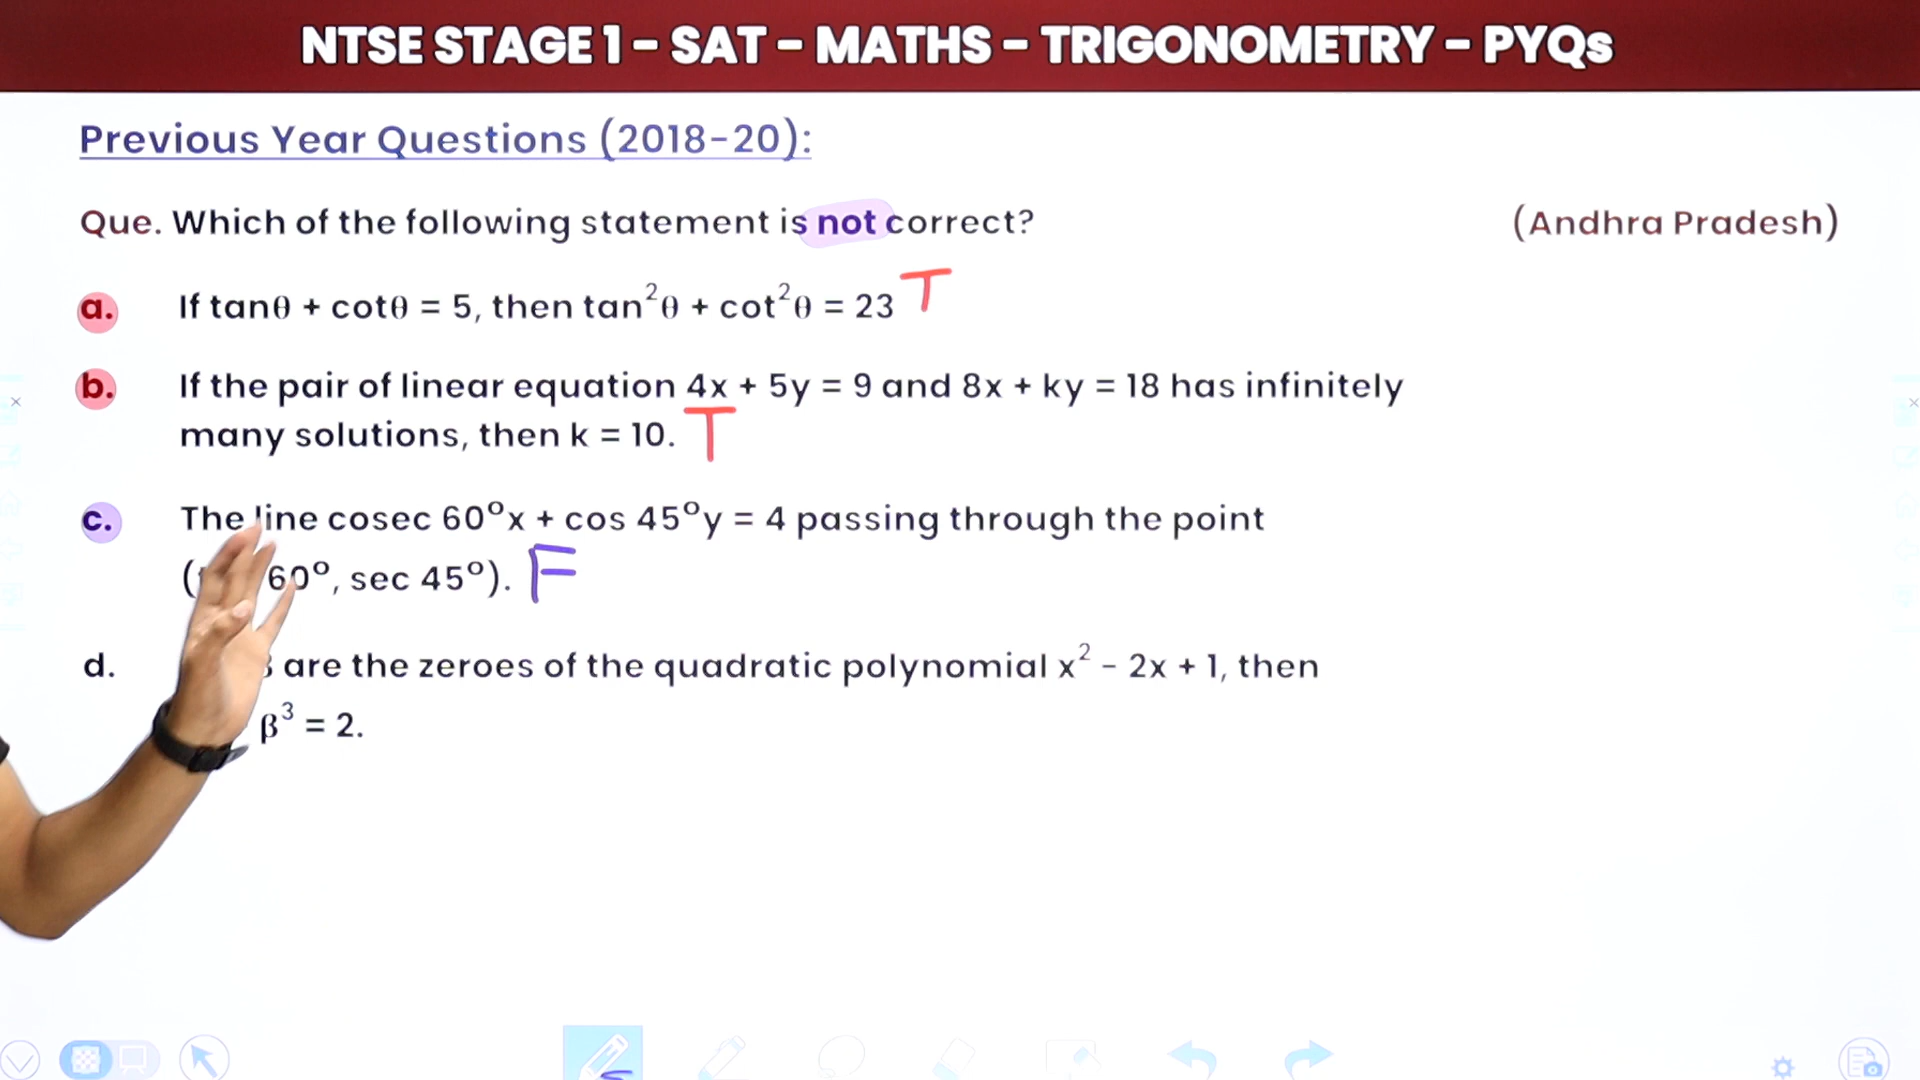 NTSE STAGE 1 – SAT – MATHS – TRIGONOMETRY – PYQs
Previous Year Questions (2018-20):
Que. Which of the following statement is not correct? (Andhra Pradesh)
a. If tanθ + cotθ = 5, then tan²θ + cot²θ = 23 T
b. If the pair of linear equation 4x + 5y = 9 and 8x + ky = 18 has infinitely
many solutions, then k = 10. T
c. The line cosec 60°x + cos 45°y = 4 passing through the point
( 60°, sec 45°). F
d. are the zeroes of the quadratic polynomial x² - 2x + 1, then
β³ = 2.